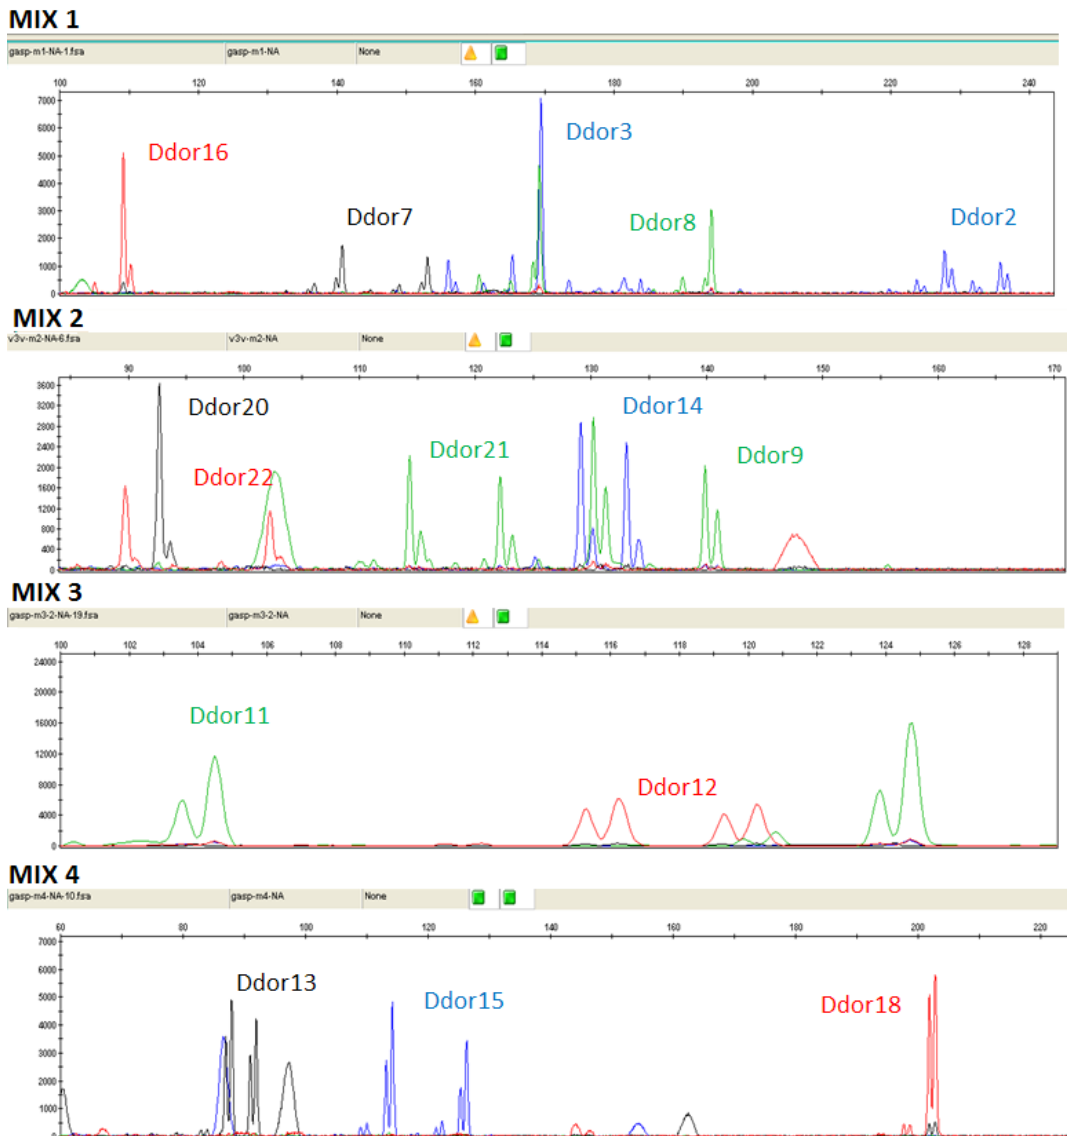 MIX 1
gasp-m1-NA-1.fsa gasp-m1-NA None
100 120 140 160 180 200 220 240
7000
6000
5000
4000
3000
2000
1000
0
Ddor16
Ddor7
Ddor3
Ddor8
Ddor2
MIX 2
v3v-m2-NA-6.fsa v3v-m2-NA None
90 100 110 120 130 140 150 160 170
3600
3200
2800
2400
2000
1600
1200
800
400
0
Ddor20
Ddor22
Ddor21
Ddor14
Ddor9
MIX 3
gasp-m3-2-NA-19.fsa gasp-m3-2-NA None
100 102 104 106 108 110 112 114 116 118 120 122 124 126 128
24000
20000
16000
12000
8000
4000
0
Ddor11
Ddor12
MIX 4
gasp-m4-NA-10.fsa gasp-m4-NA None
60 80 100 120 140 160 180 200 220
7000
6000
5000
4000
3000
2000
1000
Ddor13
Ddor15
Ddor18